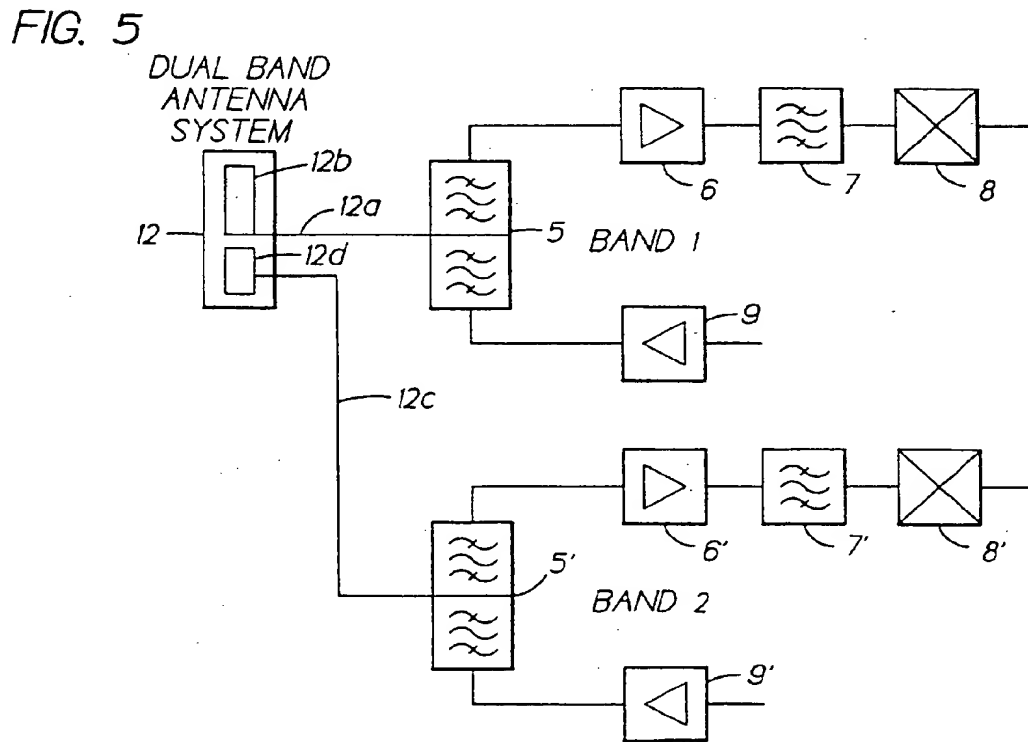 FIG. 5
DUAL BAND
ANTENNA
SYSTEM
12b
12a
12
12d
5
BAND 1
6
7
8
9
12c
6'
7'
8'
5'
BAND 2
9'